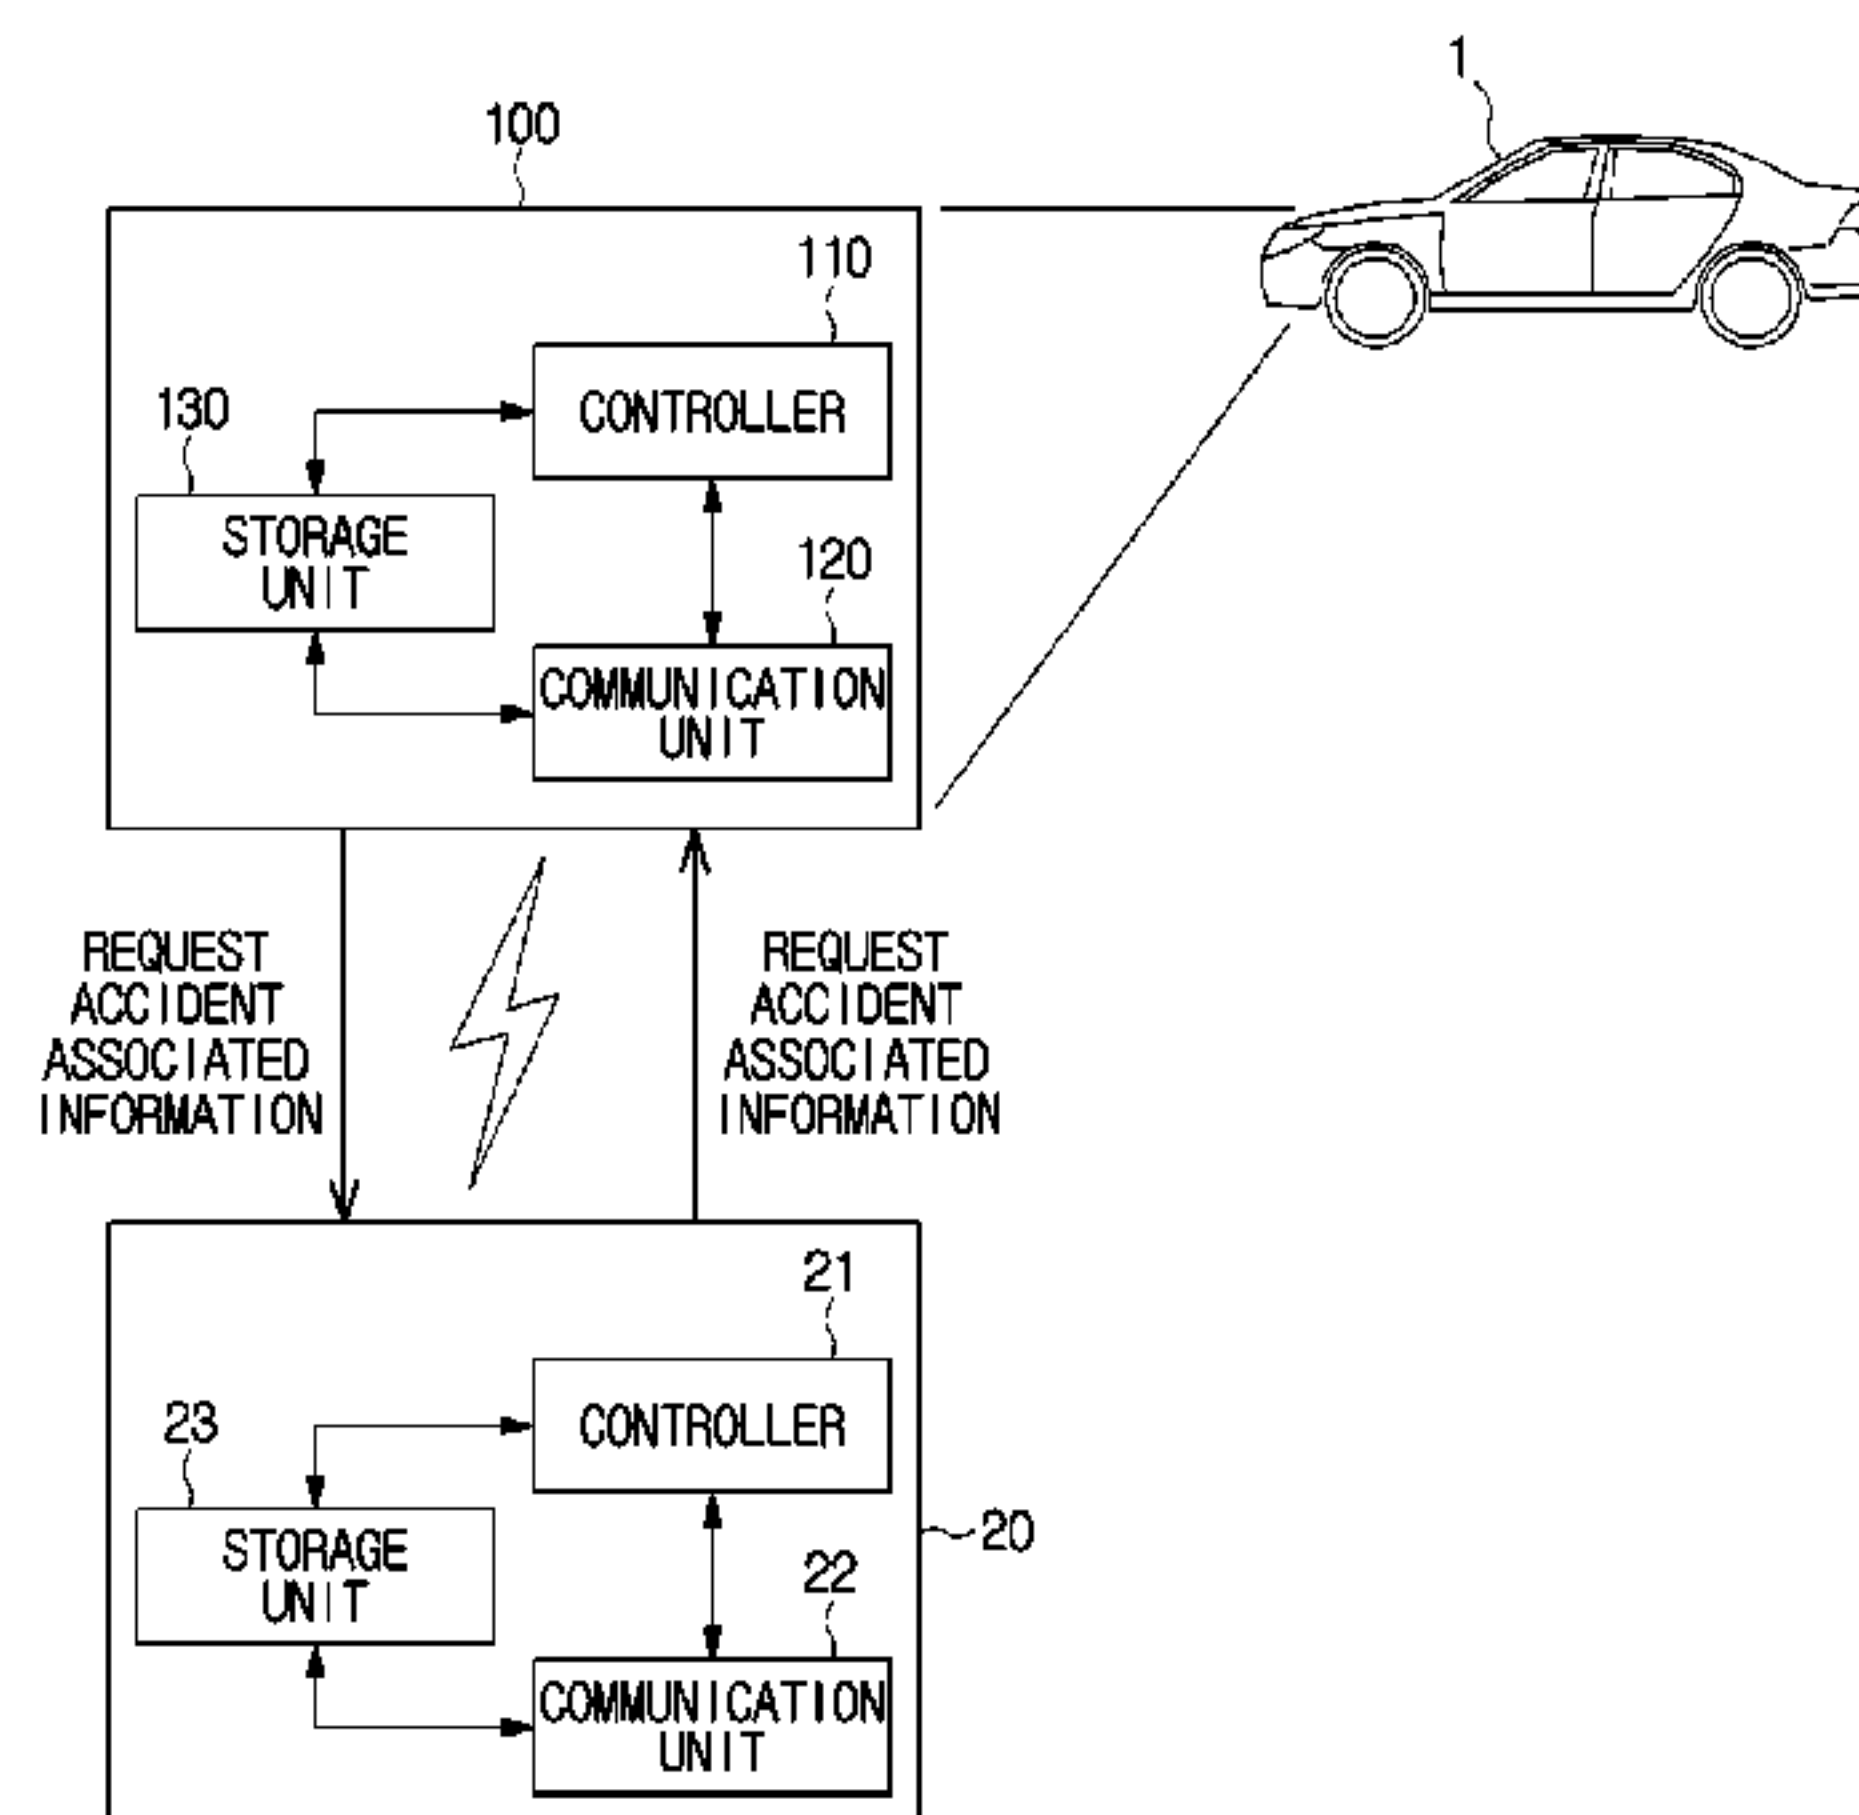 1
100
110
CONTROLLER
130
STORAGE
UNIT
120
COMMUNICATION
UNIT
REQUEST
ACCIDENT
ASSOCIATED
INFORMATION
REQUEST
ACCIDENT
ASSOCIATED
INFORMATION
21
CONTROLLER
23
STORAGE
UNIT
20
22
COMMUNICATION
UNIT